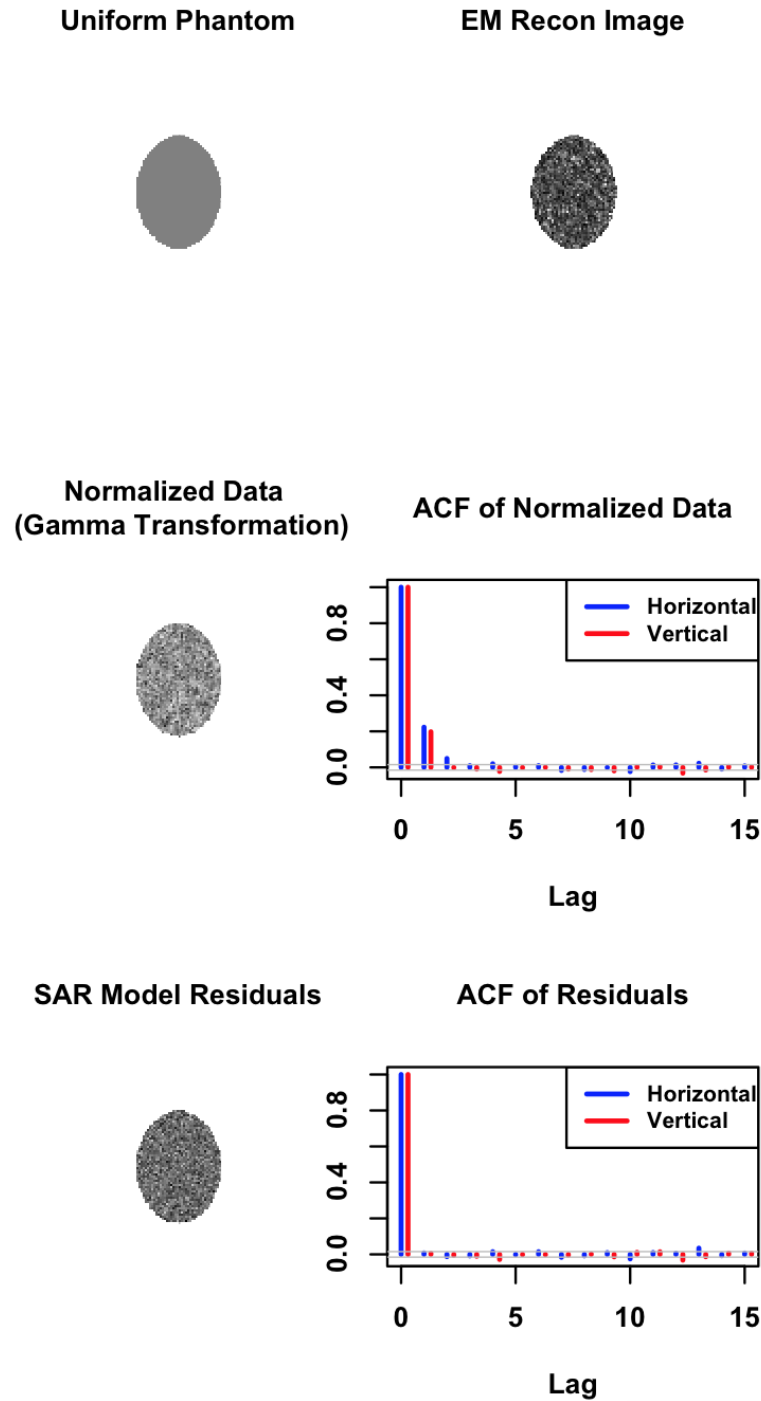 Uniform Phantom
EM Recon Image
Normalized Data
(Gamma Transformation)
ACF of Normalized Data
Horizontal
Vertical
0.0
0.4
0.8
0
5
10
15
Lag
SAR Model Residuals
ACF of Residuals
Horizontal
Vertical
0.0
0.4
0.8
0
5
10
15
Lag